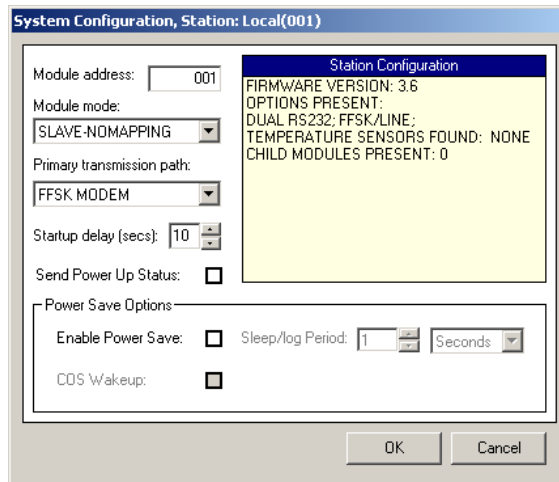 System Configuration, Station: Local(001)
Module address: 001
Module mode:
SLAVE-NOMAPPING
Primary transmission path:
FFSK MODEM
Startup delay (secs): 10
Send Power Up Status:
Station Configuration
FIRMWARE VERSION: 3.6
OPTIONS PRESENT:
DUAL RS232; FFSK/LINE;
TEMPERATURE SENSORS FOUND: NONE
CHILD MODULES PRESENT: 0
Power Save Options
Enable Power Save: Sleep/log Period: 1 Seconds
COS Wakeup:
OK Cancel